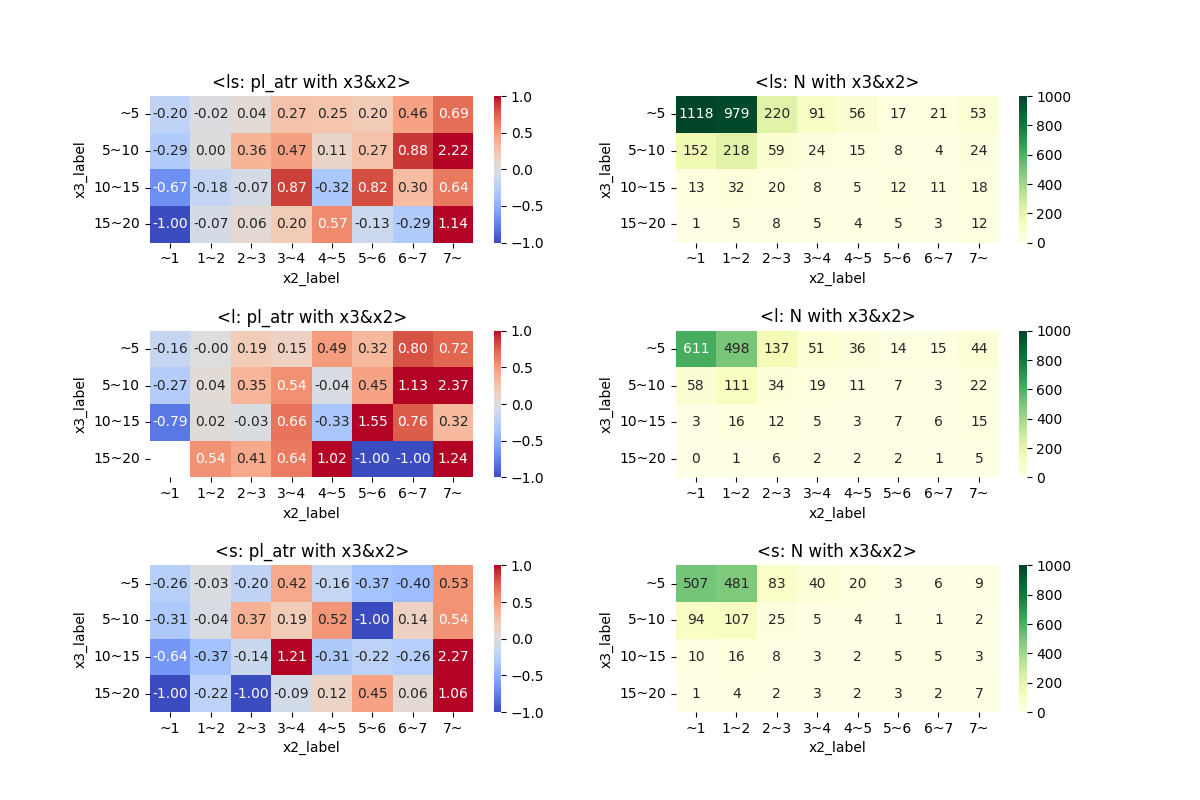 <ls: pl_atr with x3&x2>
x3_label
~5 -0.20 -0.02 0.04 0.27 0.25 0.20 0.46 0.69
5~10 -0.29 0.00 0.36 0.47 0.11 0.27 0.88 2.22
10~15 -0.67 -0.18 -0.07 0.87 -0.32 0.82 0.30 0.64
15~20 -1.00 -0.07 0.06 0.20 0.57 -0.13 -0.29 1.14
~1 1~2 2~3 3~4 4~5 5~6 6~7 7~
x2_label
1.0
0.5
0.0
−0.5
−1.0
<ls: N with x3&x2>
x3_label
~5 1118 979 220 91 56 17 21 53
5~10 152 218 59 24 15 8 4 24
10~15 13 32 20 8 5 12 11 18
15~20 1 5 8 5 4 5 3 12
~1 1~2 2~3 3~4 4~5 5~6 6~7 7~
x2_label
1000
800
600
400
200
0
<l: pl_atr with x3&x2>
x3_label
~5 -0.16 -0.00 0.19 0.15 0.49 0.32 0.80 0.72
5~10 -0.27 0.04 0.35 0.54 -0.04 0.45 1.13 2.37
10~15 -0.79 0.02 -0.03 0.66 -0.33 1.55 0.76 0.32
15~20 0.54 0.41 0.64 1.02 -1.00 -1.00 1.24
~1 1~2 2~3 3~4 4~5 5~6 6~7 7~
x2_label
1.0
0.5
0.0
−0.5
−1.0
<l: N with x3&x2>
x3_label
~5 611 498 137 51 36 14 15 44
5~10 58 111 34 19 11 7 3 22
10~15 3 16 12 5 3 7 6 15
15~20 0 1 6 2 2 2 1 5
~1 1~2 2~3 3~4 4~5 5~6 6~7 7~
x2_label
1000
800
600
400
200
0
<s: pl_atr with x3&x2>
x3_label
~5 -0.26 -0.03 -0.20 0.42 -0.16 -0.37 -0.40 0.53
5~10 -0.31 -0.04 0.37 0.19 0.52 -1.00 0.14 0.54
10~15 -0.64 -0.37 -0.14 1.21 -0.31 -0.22 -0.26 2.27
15~20 -1.00 -0.22 -1.00 -0.09 0.12 0.45 0.06 1.06
~1 1~2 2~3 3~4 4~5 5~6 6~7 7~
x2_label
1.0
0.5
0.0
−0.5
−1.0
<s: N with x3&x2>
x3_label
~5 507 481 83 40 20 3 6 9
5~10 94 107 25 5 4 1 1 2
10~15 10 16 8 3 2 5 5 3
15~20 1 4 2 3 2 3 2 7
~1 1~2 2~3 3~4 4~5 5~6 6~7 7~
x2_label
1000
800
600
400
200
0